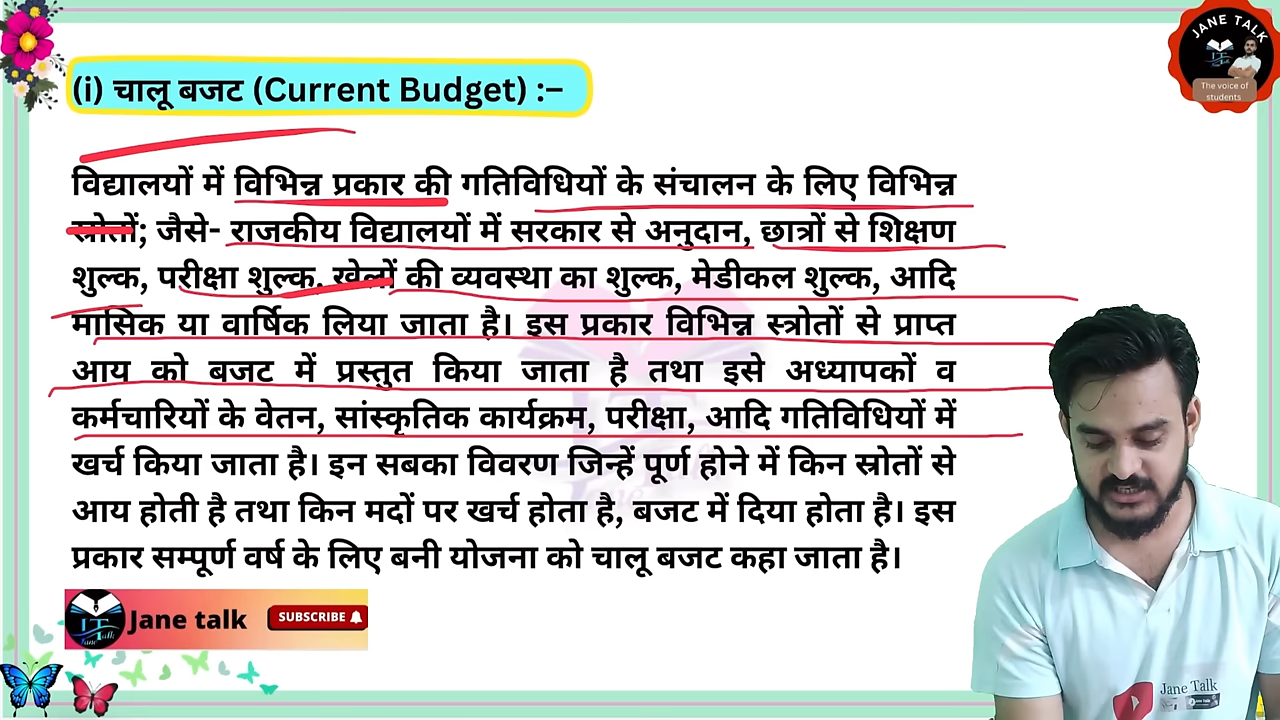 (i) चालू बजट (Current Budget) :–
विद्यालयों में विभिन्न प्रकार की गतिविधियों के संचालन के लिए विभिन्न
स्रोतों; जैसे- राजकीय विद्यालयों में सरकार से अनुदान, छात्रों से शिक्षण
शुल्क, परीक्षा शुल्क, खेलों की व्यवस्था का शुल्क, मेडीकल शुल्क, आदि
मासिक या वार्षिक लिया जाता है। इस प्रकार विभिन्न स्त्रोतों से प्राप्त
आय को बजट में प्रस्तुत किया जाता है तथा इसे अध्यापकों व
कर्मचारियों के वेतन, सांस्कृतिक कार्यक्रम, परीक्षा, आदि गतिविधियों में
खर्च किया जाता है। इन सबका विवरण जिन्हें पूर्ण होने में किन स्रोतों से
आय होती है तथा किन मदों पर खर्च होता है, बजट में दिया होता है। इस
प्रकार सम्पूर्ण वर्ष के लिए बनी योजना को चालू बजट कहा जाता है।
Jane talk
SUBSCRIBE
JANE TALK
The voice of
students
Jane Talk